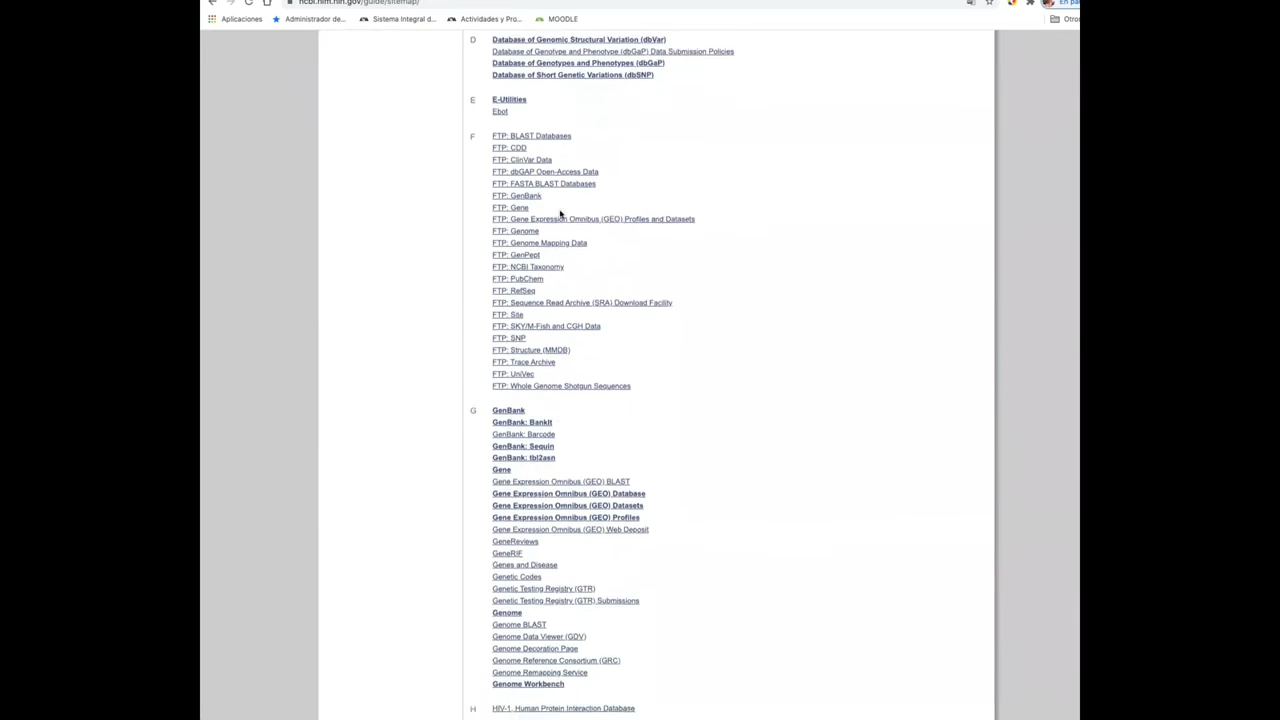 ncbi.nlm.nih.gov/guide/sitemap/
En pa
Aplicaciones Administrador de... Sistema Integral d... Actividades y Pro... MOODLE Otros
D Database of Genomic Structural Variation (dbVar)
Database of Genotype and Phenotype (dbGaP) Data Submission Policies
Database of Genotypes and Phenotypes (dbGaP)
Database of Short Genetic Variations (dbSNP)
E E-Utilities
Ebot
F FTP: BLAST Databases
FTP: CDD
FTP: ClinVar Data
FTP: dbGAP Open-Access Data
FTP: FASTA BLAST Databases
FTP: GenBank
FTP: Gene
FTP: Gene Expression Omnibus (GEO) Profiles and Datasets
FTP: Genome
FTP: Genome Mapping Data
FTP: GenPept
FTP: NCBI Taxonomy
FTP: PubChem
FTP: RefSeq
FTP: Sequence Read Archive (SRA) Download Facility
FTP: Site
FTP: SKY/M-Fish and CGH Data
FTP: SNP
FTP: Structure (MMDB)
FTP: Trace Archive
FTP: UniVec
FTP: Whole Genome Shotgun Sequences
G GenBank
GenBank: BankIt
GenBank: Barcode
GenBank: Sequin
GenBank: tbl2asn
Gene
Gene Expression Omnibus (GEO) BLAST
Gene Expression Omnibus (GEO) Database
Gene Expression Omnibus (GEO) Datasets
Gene Expression Omnibus (GEO) Profiles
Gene Expression Omnibus (GEO) Web Deposit
GeneReviews
GeneRIF
Genes and Disease
Genetic Codes
Genetic Testing Registry (GTR)
Genetic Testing Registry (GTR) Submissions
Genome
Genome BLAST
Genome Data Viewer (GDV)
Genome Decoration Page
Genome Reference Consortium (GRC)
Genome Remapping Service
Genome Workbench
H HIV-1, Human Protein Interaction Database